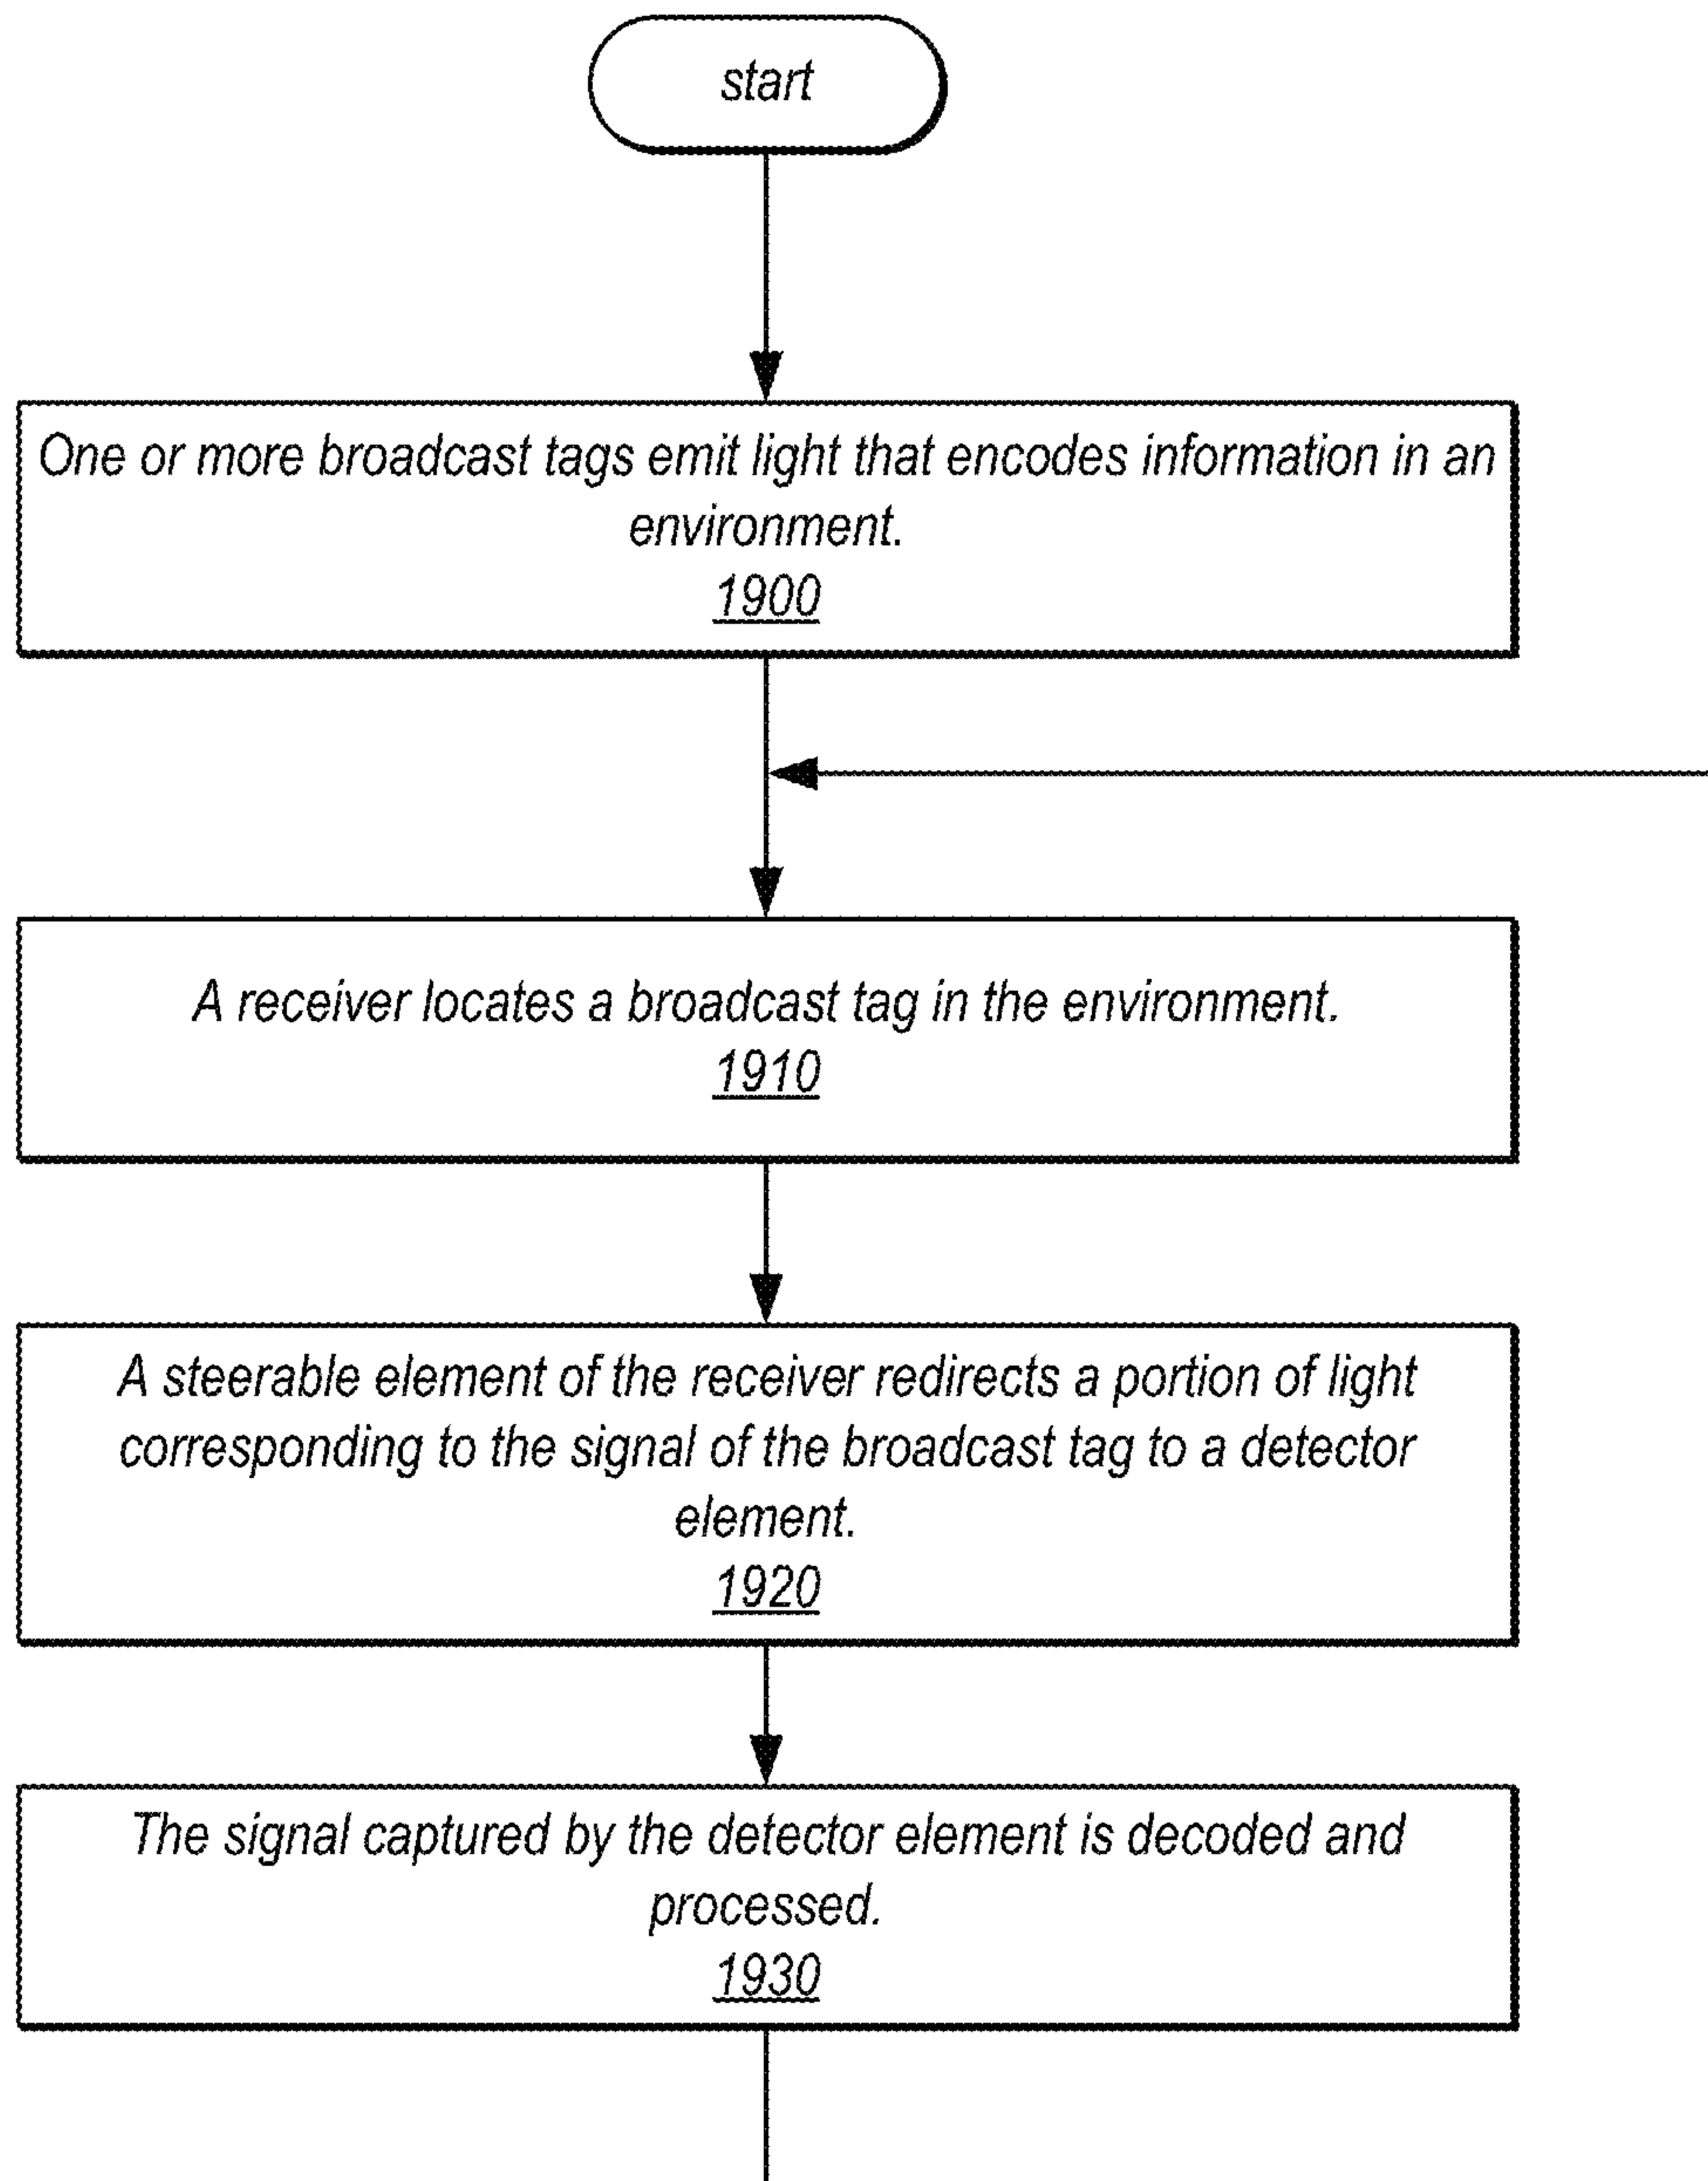 start
One or more broadcast tags emit light that encodes information in an
environment.
1900
A receiver locates a broadcast tag in the environment.
1910
A steerable element of the receiver redirects a portion of light
corresponding to the signal of the broadcast tag to a detector
element.
1920
The signal captured by the detector element is decoded and
processed.
1930